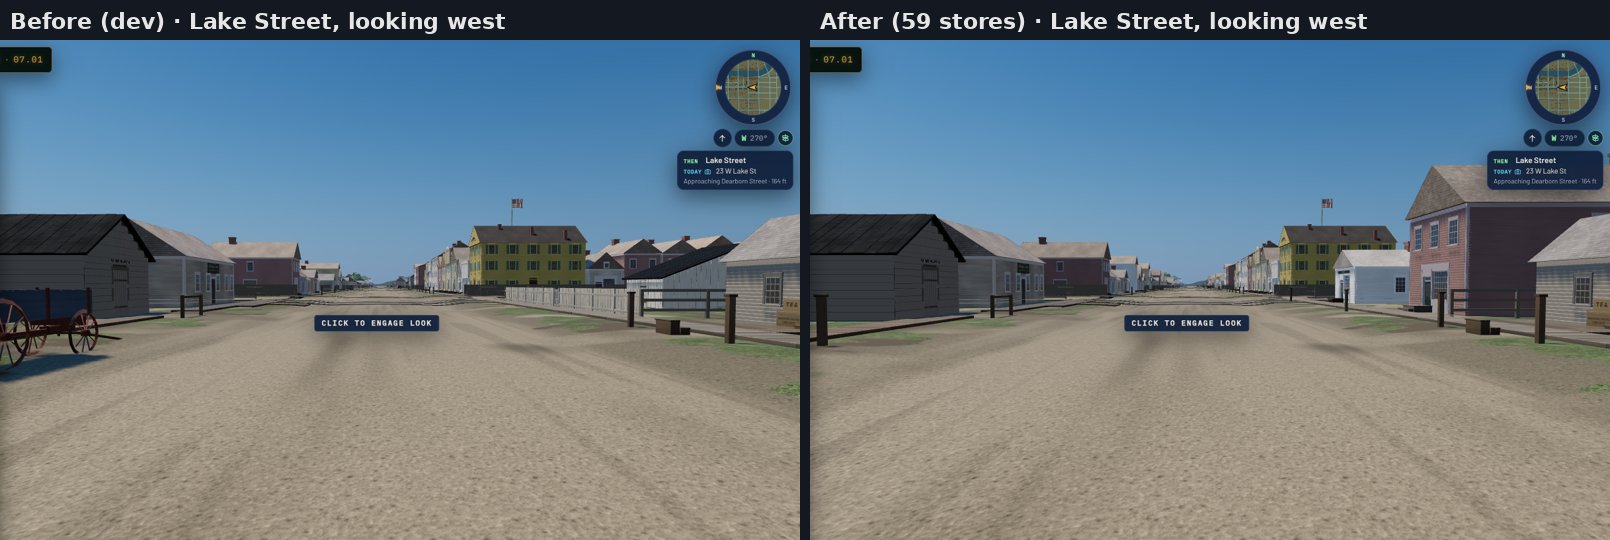 Before (dev) · Lake Street, looking west
· 07.01
N
W
E
S
W 270°
THEN Lake Street
TODAY 23 W Lake St
Approaching Dearborn Street · 164 ft
CLICK TO ENGAGE LOOK
After (59 stores) · Lake Street, looking west
· 07.01
N
W
E
S
W 270°
THEN Lake Street
TODAY 23 W Lake St
Approaching Dearborn Street · 164 ft
TEA
CLICK TO ENGAGE LOOK